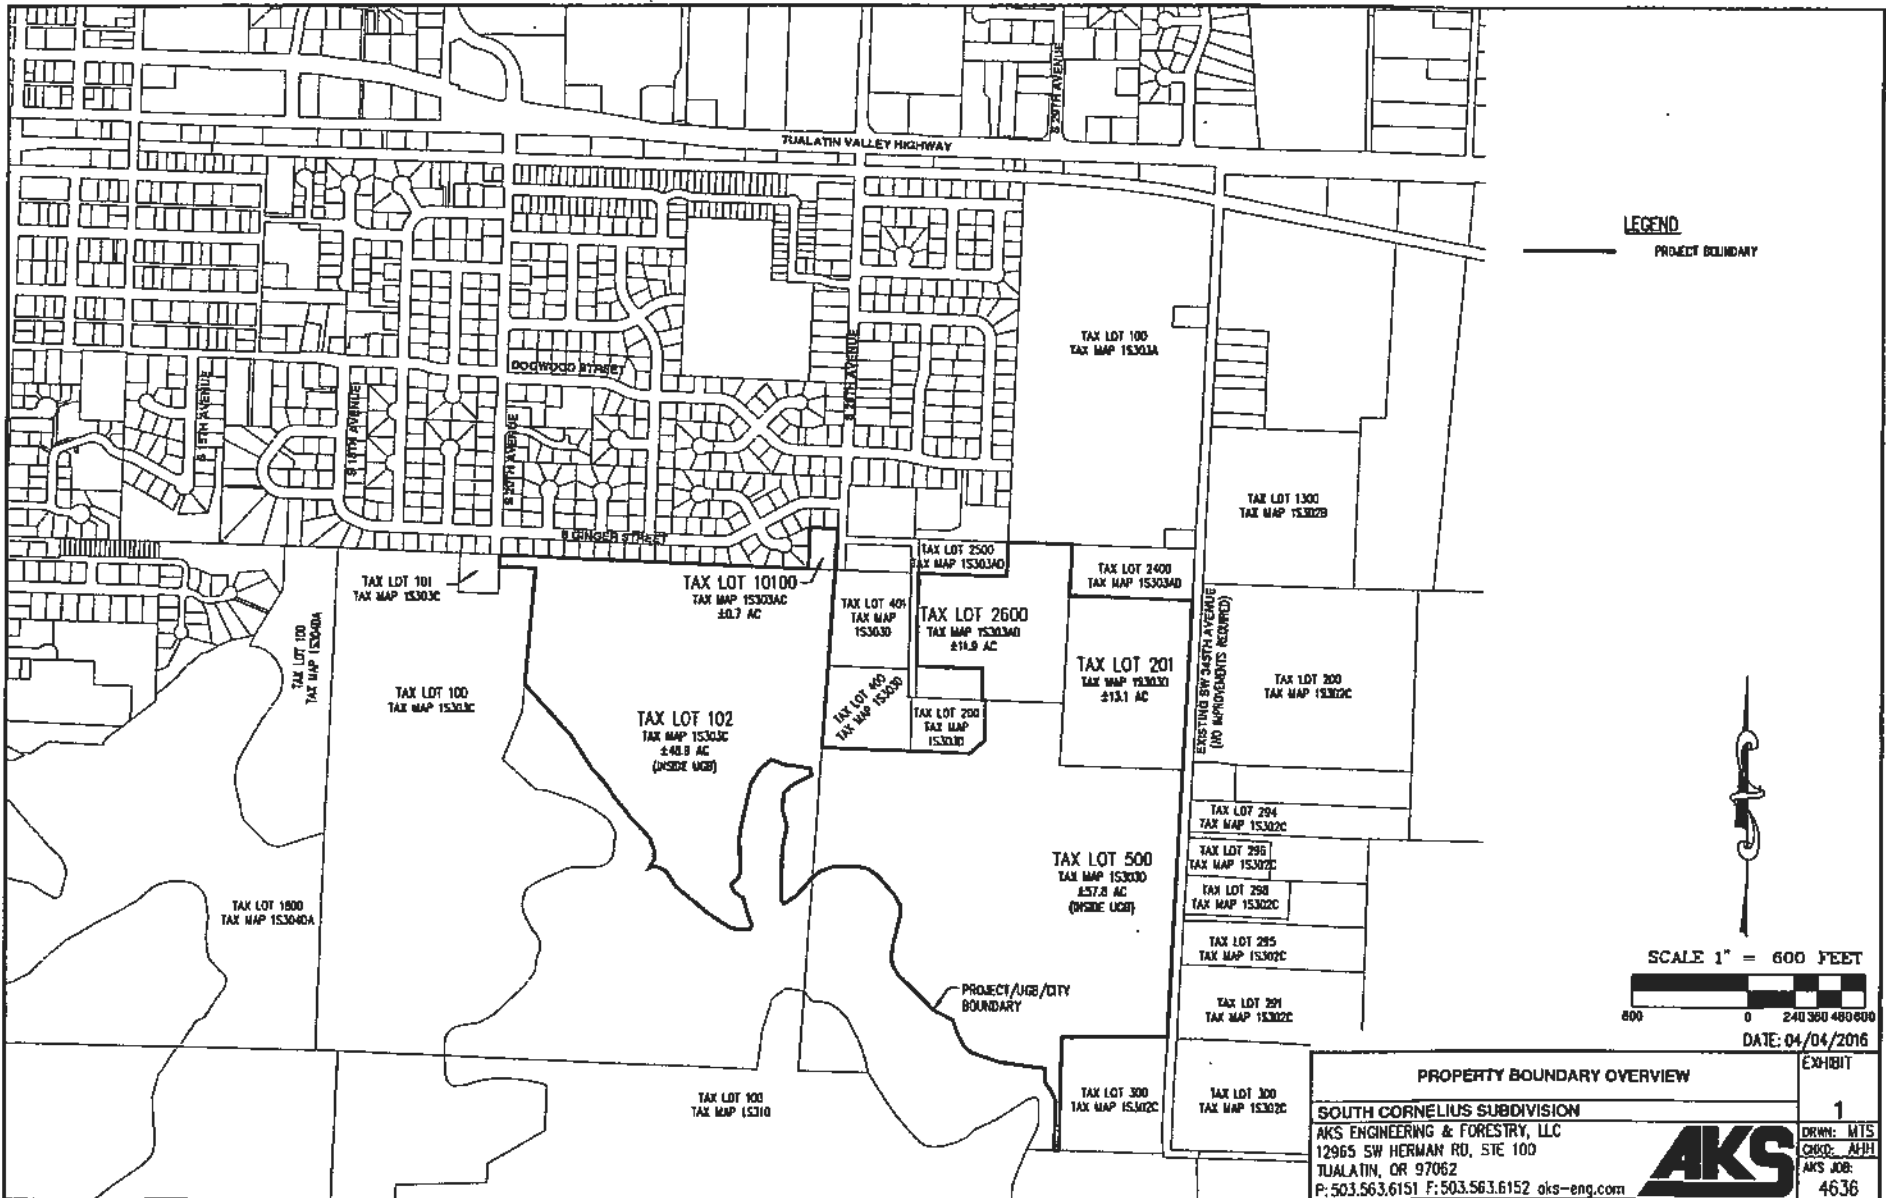 TUALATIN VALLEY HIGHWAY
S 29TH AVENUE
LEGEND
PROJECT BOUNDARY
TAX LOT 100
TAX MAP 1S303A
DOGWOOD STREET
S 26TH AVENUE
S 15TH AVENUE
S 18TH AVENUE
S 20TH AVENUE
S GINGER STREET
TAX LOT 1300
TAX MAP 1S302B
TAX LOT 101
TAX MAP 1S303C
TAX LOT 10100
TAX MAP 1S303AC
±0.7 AC
TAX LOT 2500
TAX MAP 1S303AD
TAX LOT 2400
TAX MAP 1S303AD
TAX LOT 401
TAX MAP
1S303D
TAX LOT 2600
TAX MAP 1S303AD
±11.9 AC
TAX LOT 100
TAX MAP 1S304DA
TAX LOT 100
TAX MAP 1S303C
TAX LOT 201
TAX MAP 1S303D
±13.1 AC
EXISTING SW 345TH AVENUE
(NO IMPROVEMENTS REQUIRED)
TAX LOT 200
TAX MAP 1S302C
TAX LOT 102
TAX MAP 1S303C
±48.9 AC
(INSIDE UGB)
TAX LOT 400
TAX MAP 1S303D
TAX LOT 200
TAX MAP
1S303D
TAX LOT 294
TAX MAP 1S302C
TAX LOT 296
TAX MAP 1S302C
TAX LOT 500
TAX MAP 1S303D
±57.8 AC
(INSIDE UGB)
TAX LOT 298
TAX MAP 1S302C
TAX LOT 1800
TAX MAP 1S304DA
TAX LOT 295
TAX MAP 1S302C
PROJECT/UGB/CITY
BOUNDARY
TAX LOT 291
TAX MAP 1S302C
TAX LOT 100
TAX MAP 1S310
TAX LOT 300
TAX MAP 1S302C
TAX LOT 300
TAX MAP 1S302C
SCALE 1" = 600 FEET
600 0 240 360 480 600
DATE: 04/04/2016
PROPERTY BOUNDARY OVERVIEW
EXHIBIT
1
SOUTH CORNELIUS SUBDIVISION
AKS ENGINEERING & FORESTRY, LLC
12965 SW HERMAN RD, STE 100
TUALATIN, OR 97062
P: 503.563.6151 F: 503.563.6152 aks-eng.com
AKS
DRWN: MTS
CHKD: AHH
AKS JOB:
4636